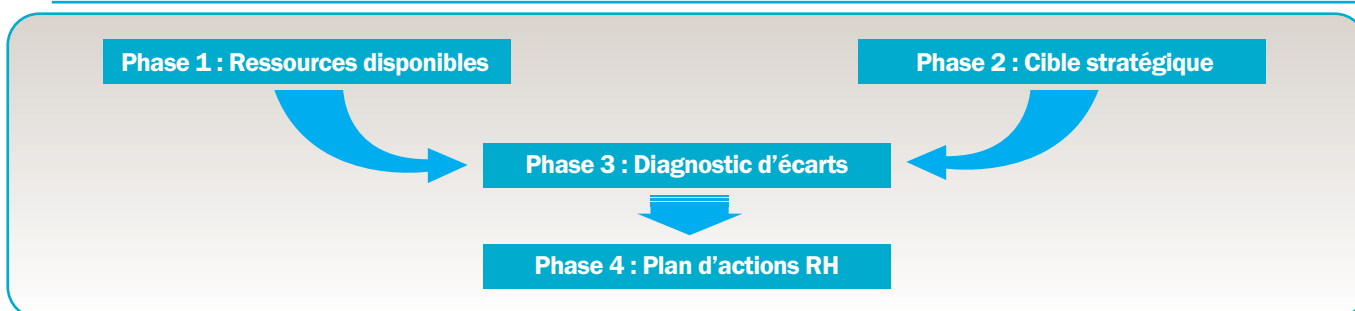 Phase 1 : Ressources disponibles
Phase 2 : Cible stratégique
Phase 3 : Diagnostic d’écarts
Phase 4 : Plan d’actions RH